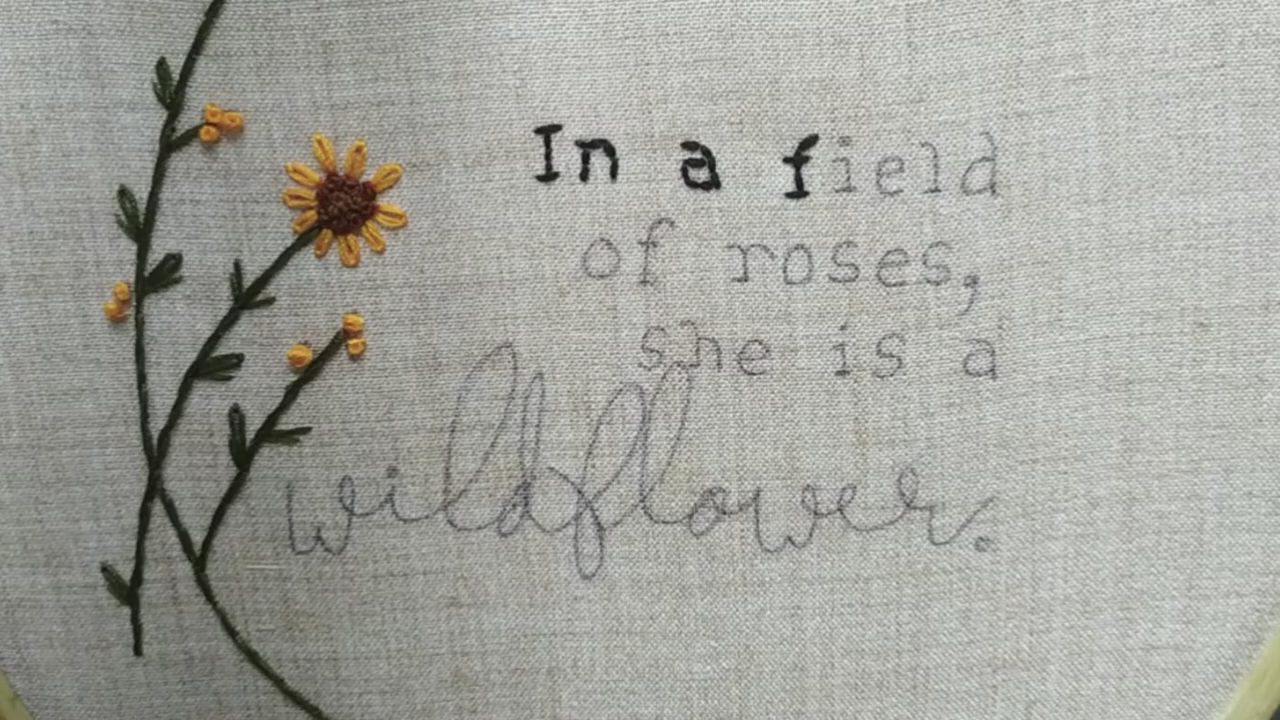 In a field
of roses,
she is a
wildflower.